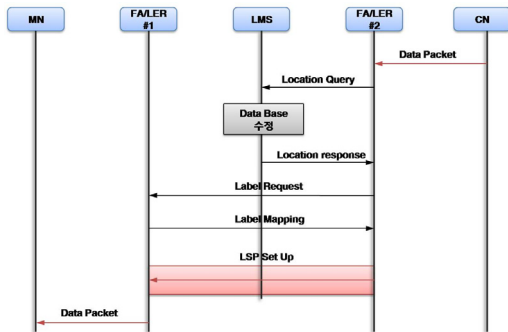 MN
FA/LER
#1
LMS
FA/LER
#2
CN
Data Packet
Location Query
Data Base
수정
Location response
Label Request
Label Mapping
LSP Set Up
Data Packet